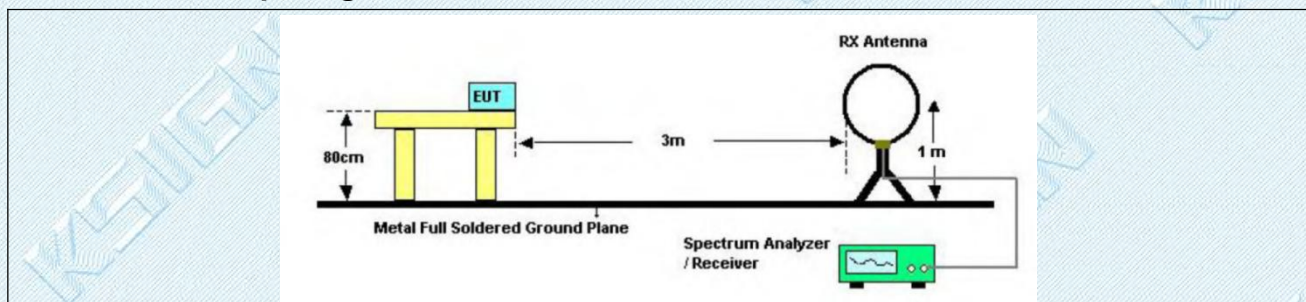 RX Antenna
EUT
80cm
3m
1 m
Metal Full Soldered Ground Plane
Spectrum Analyzer
/ Receiver